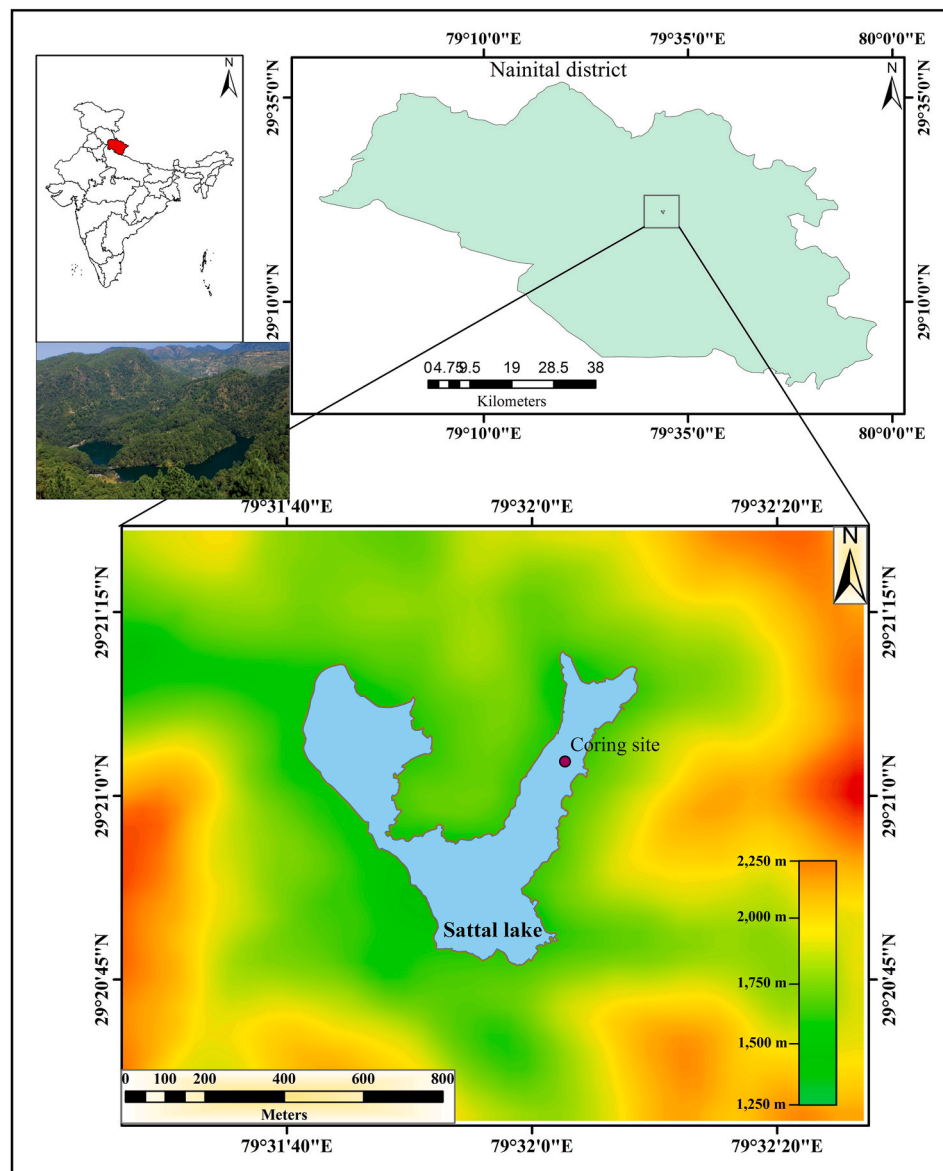 N
79°10'0"E 79°35'0"E 80°0'0"E
Nainital district
N
29°35'0"N 29°35'0"N
29°10'0"N 29°10'0"N
0 4.75 9.5 19 28.5 38
Kilometers
79°10'0"E 79°35'0"E 80°0'0"E
79°31'40"E 79°32'0"E 79°32'20"E
N
29°21'15"N 29°21'15"N
Coring site
29°21'0"N 29°21'0"N
Sattal lake
29°20'45"N 29°20'45"N
2,250 m
2,000 m
1,750 m
1,500 m
1,250 m
0 100 200 400 600 800
Meters
79°31'40"E 79°32'0"E 79°32'20"E